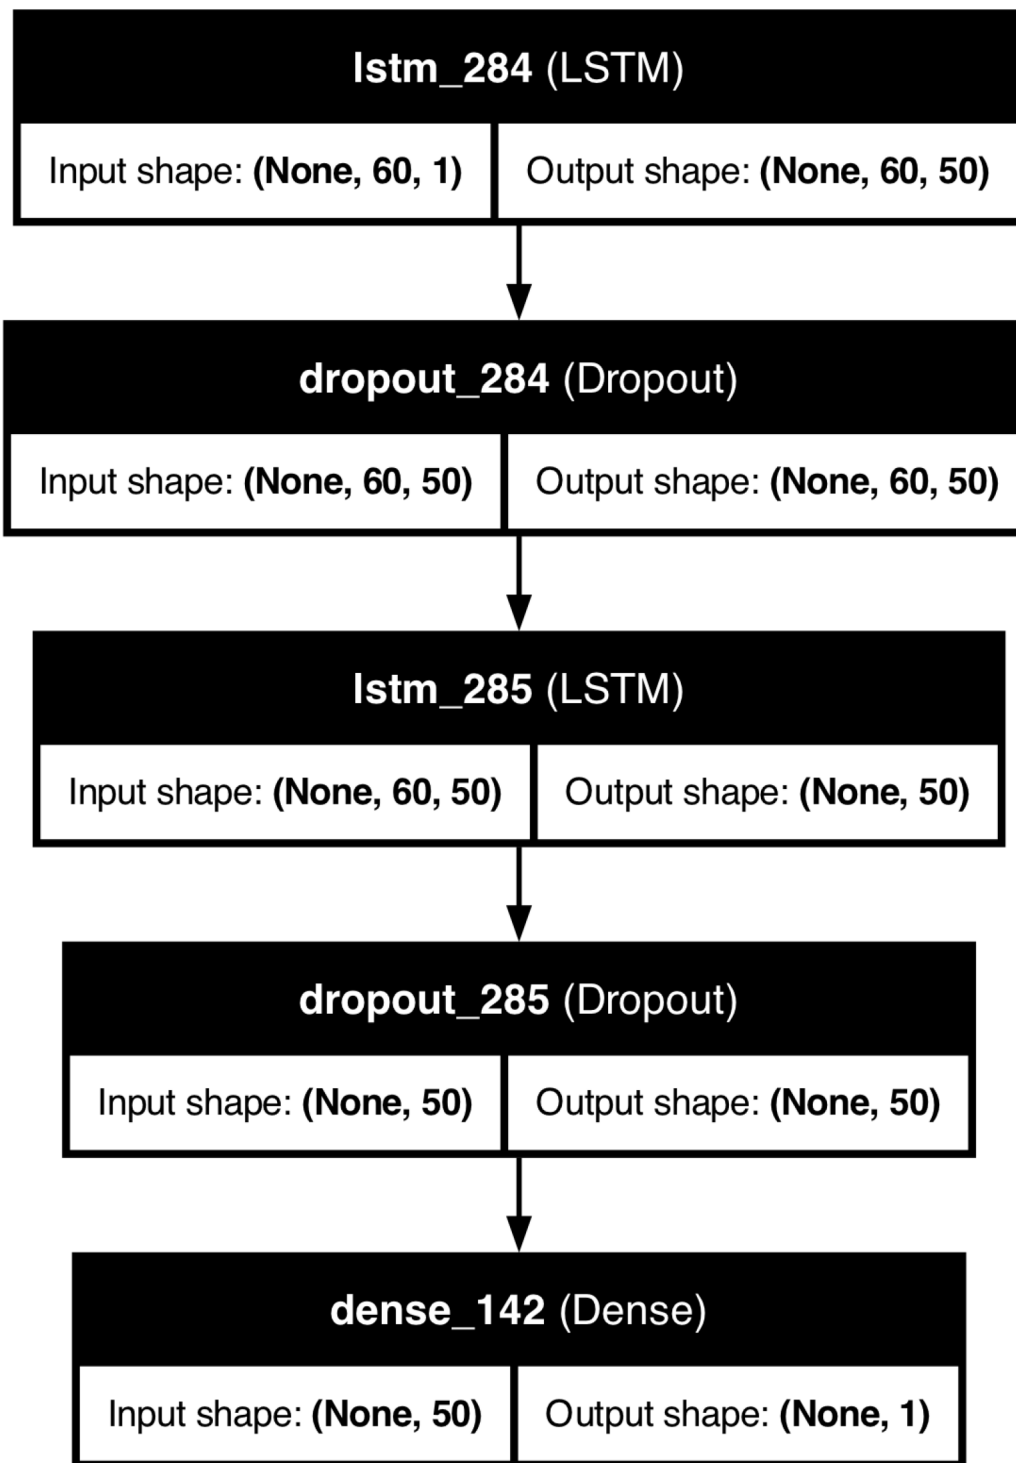 lstm_284 (LSTM)
Input shape: (None, 60, 1) Output shape: (None, 60, 50)
dropout_284 (Dropout)
Input shape: (None, 60, 50) Output shape: (None, 60, 50)
lstm_285 (LSTM)
Input shape: (None, 60, 50) Output shape: (None, 50)
dropout_285 (Dropout)
Input shape: (None, 50) Output shape: (None, 50)
dense_142 (Dense)
Input shape: (None, 50) Output shape: (None, 1)